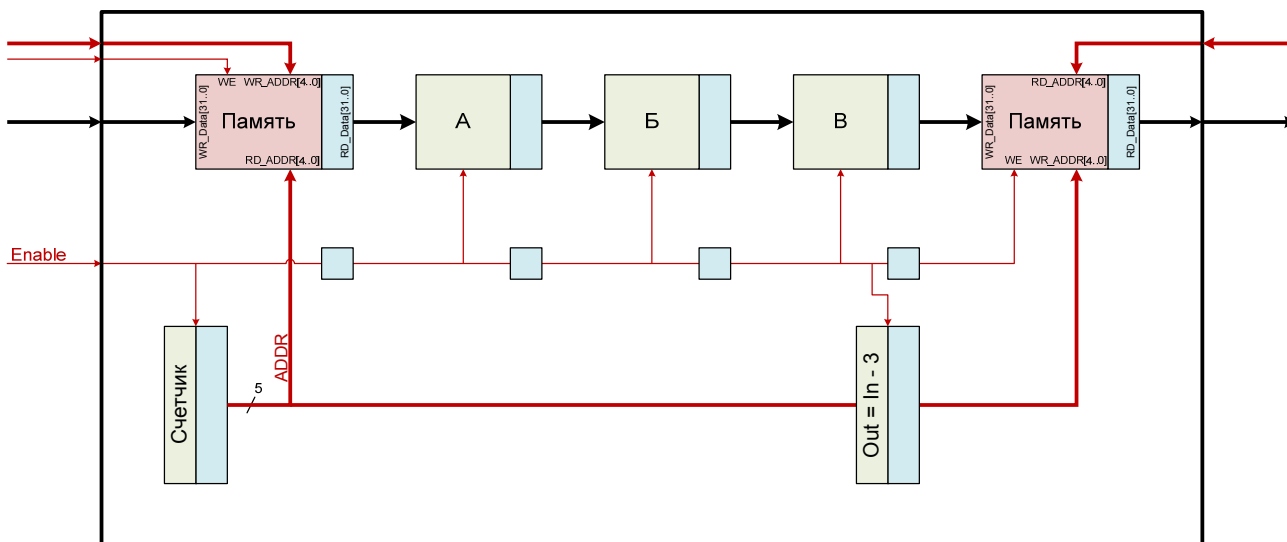 WE WR_ADDR[4..0]
WR_Data[31..0]
Память
RD_Data[31..0]
RD_ADDR[4..0]
А
Б
В
RD_ADDR[4..0]
WR_Data[31..0]
Память
RD_Data[31..0]
WE WR_ADDR[4..0]
Enable
Счетчик
5
ADDR
Out = In - 3